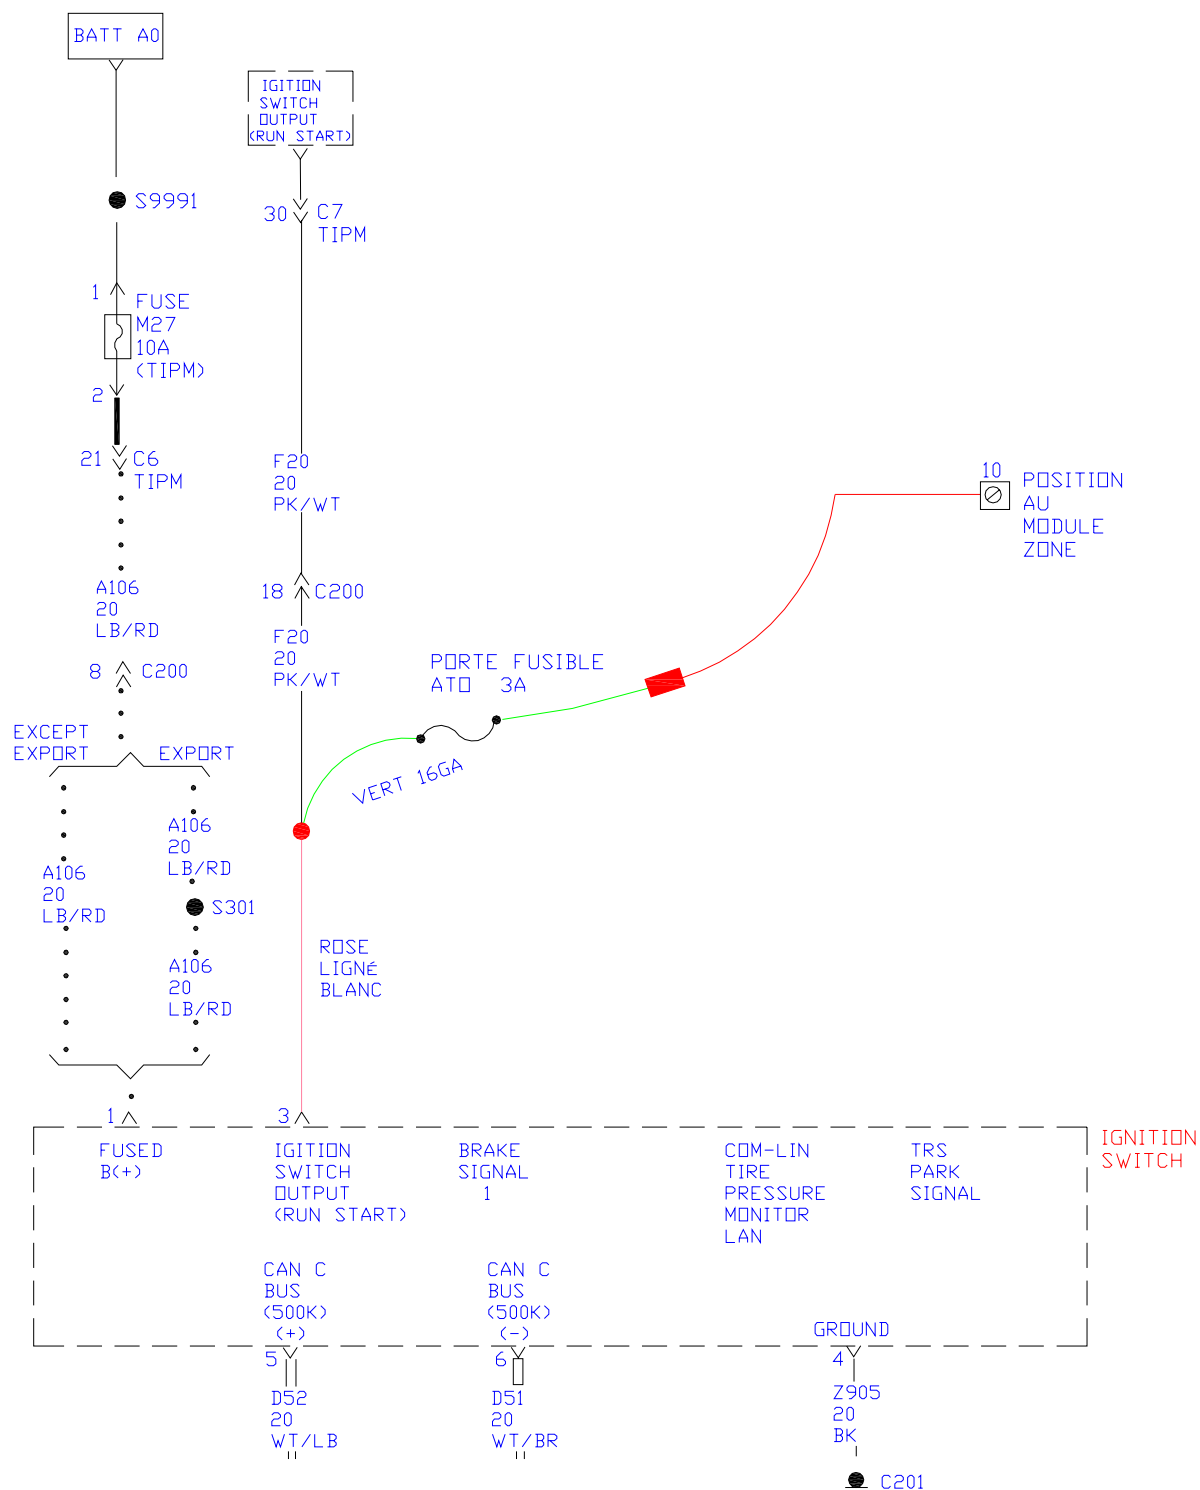 BATT A0
IGITION
SWITCH
OUTPUT
(RUN START)
S9991
30
C7
TIPM
1
FUSE
M27
10A
(TIPM)
2
21
C6
TIPM
F20
20
PK/WT
10
POSITION
AU
MODULE
ZONE
A106
20
LB/RD
18
C200
F20
20
PK/WT
8
C200
PORTE FUSIBLE
ATO 3A
VERT 16GA
EXCEPT
EXPORT
EXPORT
A106
20
LB/RD
A106
20
LB/RD
S301
A106
20
LB/RD
ROSE
LIGNÉ
BLANC
1
3
IGNITION
SWITCH
FUSED
B(+)
IGITION
SWITCH
OUTPUT
(RUN START)
BRAKE
SIGNAL
1
COM-LIN
TIRE
PRESSURE
MONITOR
LAN
TRS
PARK
SIGNAL
CAN C
BUS
(500K)
(+)
CAN C
BUS
(500K)
(-)
GROUND
5
6
4
D52
20
WT/LB
D51
20
WT/BR
Z905
20
BK
C201